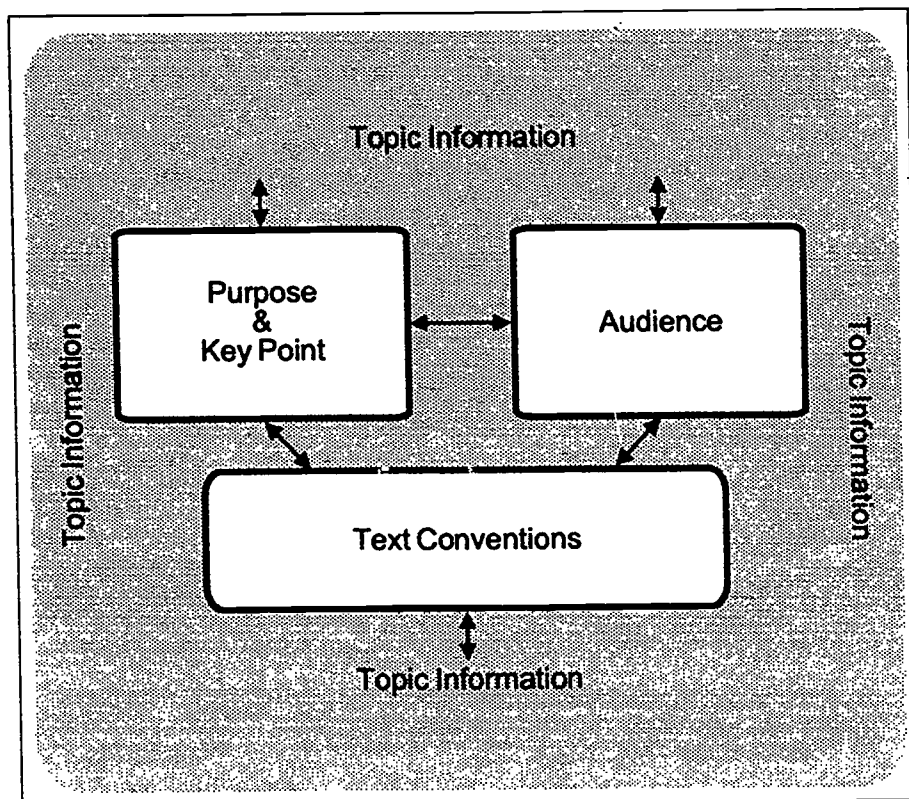 Topic Information
Purpose
&
Key Point
Audience
Topic Information
Topic Information
Text Conventions
Topic Information